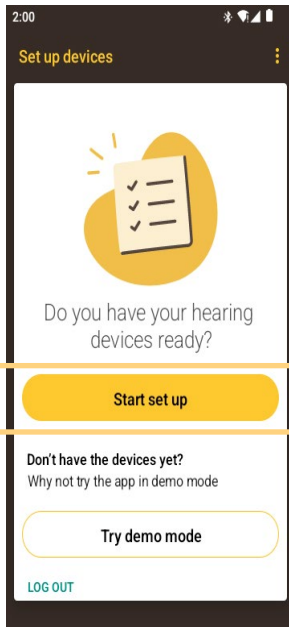 2:00
Set up devices
Do you have your hearing
devices ready?
Start set up
Don't have the devices yet?
Why not try the app in demo mode
Try demo mode
LOG OUT